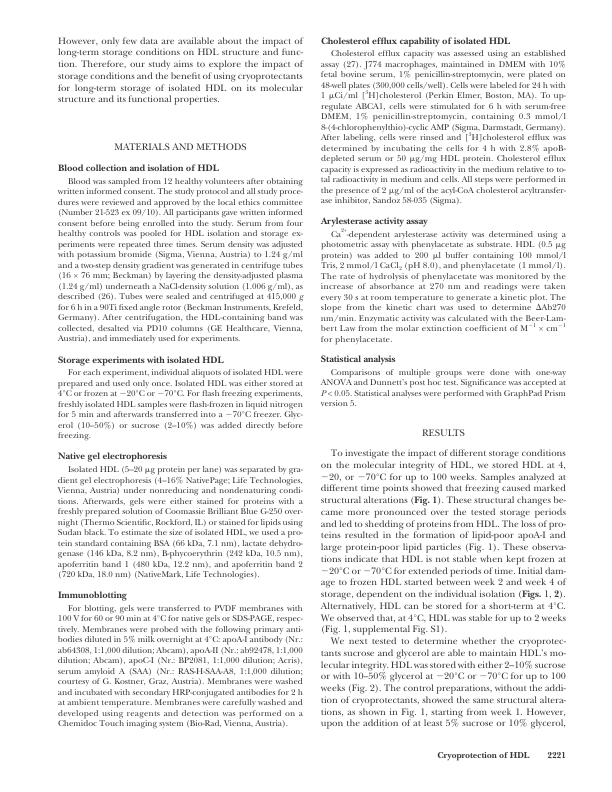 However, only few data are available about the impact of
long-term storage conditions on HDL structure and func-
tion. Therefore, our study aims to explore the impact of
storage conditions and the benefit of using cryoprotectants
for long-term storage of isolated HDL on its molecular
structure and its functional properties.
MATERIALS AND METHODS
Blood collection and isolation of HDL
Blood was sampled from 12 healthy volunteers after obtaining
written informed consent. The study protocol and all study proce-
dures were reviewed and approved by the local ethics committee
(Number 21-523 ex 09/10). All participants gave written informed
consent before being enrolled into the study. Serum from four
healthy controls was pooled for HDL isolation and storage ex-
periments were repeated three times. Serum density was adjusted
with potassium bromide (Sigma, Vienna, Austria) to 1.24 g/ml
and a two-step density gradient was generated in centrifuge tubes
(16 × 76 mm; Beckman) by layering the density-adjusted plasma
(1.24 g/ml) underneath a NaCl-density solution (1.006 g/ml), as
described (26). Tubes were sealed and centrifuged at 415,000 g
for 6 h in a 90Ti fixed angle rotor (Beckman Instruments, Krefeld,
Germany). After centrifugation, the HDL-containing band was
collected, desalted via PD10 columns (GE Healthcare, Vienna,
Austria), and immediately used for experiments.
Storage experiments with isolated HDL
For each experiment, individual aliquots of isolated HDL were
prepared and used only once. Isolated HDL was either stored at
4°C or frozen at −20°C or −70°C. For flash freezing experiments,
freshly isolated HDL samples were flash-frozen in liquid nitrogen
for 5 min and afterwards transferred into a −70°C freezer. Glyc-
erol (10–50%) or sucrose (2–10%) was added directly before
freezing.
Native gel electrophoresis
Isolated HDL (5–20 μg protein per lane) was separated by gra-
dient gel electrophoresis (4–16% NativePage; Life Technologies,
Vienna, Austria) under nonreducing and nondenaturing condi-
tions. Afterwards, gels were either stained for proteins with a
freshly prepared solution of Coomassie Brilliant Blue G-250 over-
night (Thermo Scientific, Rockford, IL) or stained for lipids using
Sudan black. To estimate the size of isolated HDL, we used a pro-
tein standard containing BSA (66 kDa, 7.1 nm), lactate dehydro-
genase (146 kDa, 8.2 nm), B-phycoerythrin (242 kDa, 10.5 nm),
apoferritin band 1 (480 kDa, 12.2 nm), and apoferritin band 2
(720 kDa, 18.0 nm) (NativeMark, Life Technologies).
Immunoblotting
For blotting, gels were transferred to PVDF membranes with
100 V for 60 or 90 min at 4°C for native gels or SDS-PAGE, respec-
tively. Membranes were probed with the following primary anti-
bodies diluted in 5% milk overnight at 4°C: apoA-I antibody (Nr.:
ab64308, 1:1,000 dilution; Abcam), apoA-II (Nr.: ab92478, 1:1,000
dilution; Abcam), apoC-I (Nr.: BP2081, 1:1,000 dilution; Acris),
serum amyloid A (SAA) (Nr.: RAS-H-SAA-A8, 1:1,000 dilution;
courtesy of G. Kostner, Graz, Austria). Membranes were washed
and incubated with secondary HRP-conjugated antibodies for 2 h
at ambient temperature. Membranes were carefully washed and
developed using reagents and detection was performed on a
Chemidoc Touch imaging system (Bio-Rad, Vienna, Austria).
Cholesterol efflux capability of isolated HDL
Cholesterol efflux capacity was assessed using an established
assay (27). J774 macrophages, maintained in DMEM with 10%
fetal bovine serum, 1% penicillin-streptomycin, were plated on
48-well plates (300,000 cells/well). Cells were labeled for 24 h with
1 μCi/ml [³H]cholesterol (Perkin Elmer, Boston, MA). To up-
regulate ABCA1, cells were stimulated for 6 h with serum-free
DMEM, 1% penicillin-streptomycin, containing 0.3 mmol/l
8-(4-chlorophenylthio)-cyclic AMP (Sigma, Darmstadt, Germany).
After labeling, cells were rinsed and [³H]cholesterol efflux was
determined by incubating the cells for 4 h with 2.8% apoB-
depleted serum or 50 μg/mg HDL protein. Cholesterol efflux
capacity is expressed as radioactivity in the medium relative to to-
tal radioactivity in medium and cells. All steps were performed in
the presence of 2 μg/ml of the acyl-CoA cholesterol acyltransfer-
ase inhibitor, Sandoz 58-035 (Sigma).
Arylesterase activity assay
Ca²⁺-dependent arylesterase activity was determined using a
photometric assay with phenylacetate as substrate. HDL (0.5 μg
protein) was added to 200 μl buffer containing 100 mmol/l
Tris, 2 mmol/l CaCl₂ (pH 8.0), and phenylacetate (1 mmol/l).
The rate of hydrolysis of phenylacetate was monitored by the
increase of absorbance at 270 nm and readings were taken
every 30 s at room temperature to generate a kinetic plot. The
slope from the kinetic chart was used to determine ΔAb270
nm/min. Enzymatic activity was calculated with the Beer-Lam-
bert Law from the molar extinction coefficient of M⁻¹ × cm⁻¹
for phenylacetate.
Statistical analysis
Comparisons of multiple groups were done with one-way
ANOVA and Dunnett's post hoc test. Significance was accepted at
P < 0.05. Statistical analyses were performed with GraphPad Prism
version 5.
RESULTS
To investigate the impact of different storage conditions
on the molecular integrity of HDL, we stored HDL at 4,
−20, or −70°C for up to 100 weeks. Samples analyzed at
different time points showed that freezing caused marked
structural alterations (Fig. 1). These structural changes be-
came more pronounced over the tested storage periods
and led to shedding of proteins from HDL. The loss of pro-
teins resulted in the formation of lipid-poor apoA-I and
large protein-poor lipid particles (Fig. 1). These observa-
tions indicate that HDL is not stable when kept frozen at
−20°C or −70°C for extended periods of time. Initial dam-
age to frozen HDL started between week 2 and week 4 of
storage, dependent on the individual isolation (Figs. 1, 2).
Alternatively, HDL can be stored for a short-term at 4°C.
We observed that, at 4°C, HDL was stable for up to 2 weeks
(Fig. 1, supplemental Fig. S1).
We next tested to determine whether the cryoprotec-
tants sucrose and glycerol are able to maintain HDL's mo-
lecular integrity. HDL was stored with either 2–10% sucrose
or with 10–50% glycerol at −20°C or −70°C for up to 100
weeks (Fig. 2). The control preparations, without the addi-
tion of cryoprotectants, showed the same structural altera-
tions, as shown in Fig. 1, starting from week 1. However,
upon the addition of at least 5% sucrose or 10% glycerol,
Cryoprotection of HDL 2221